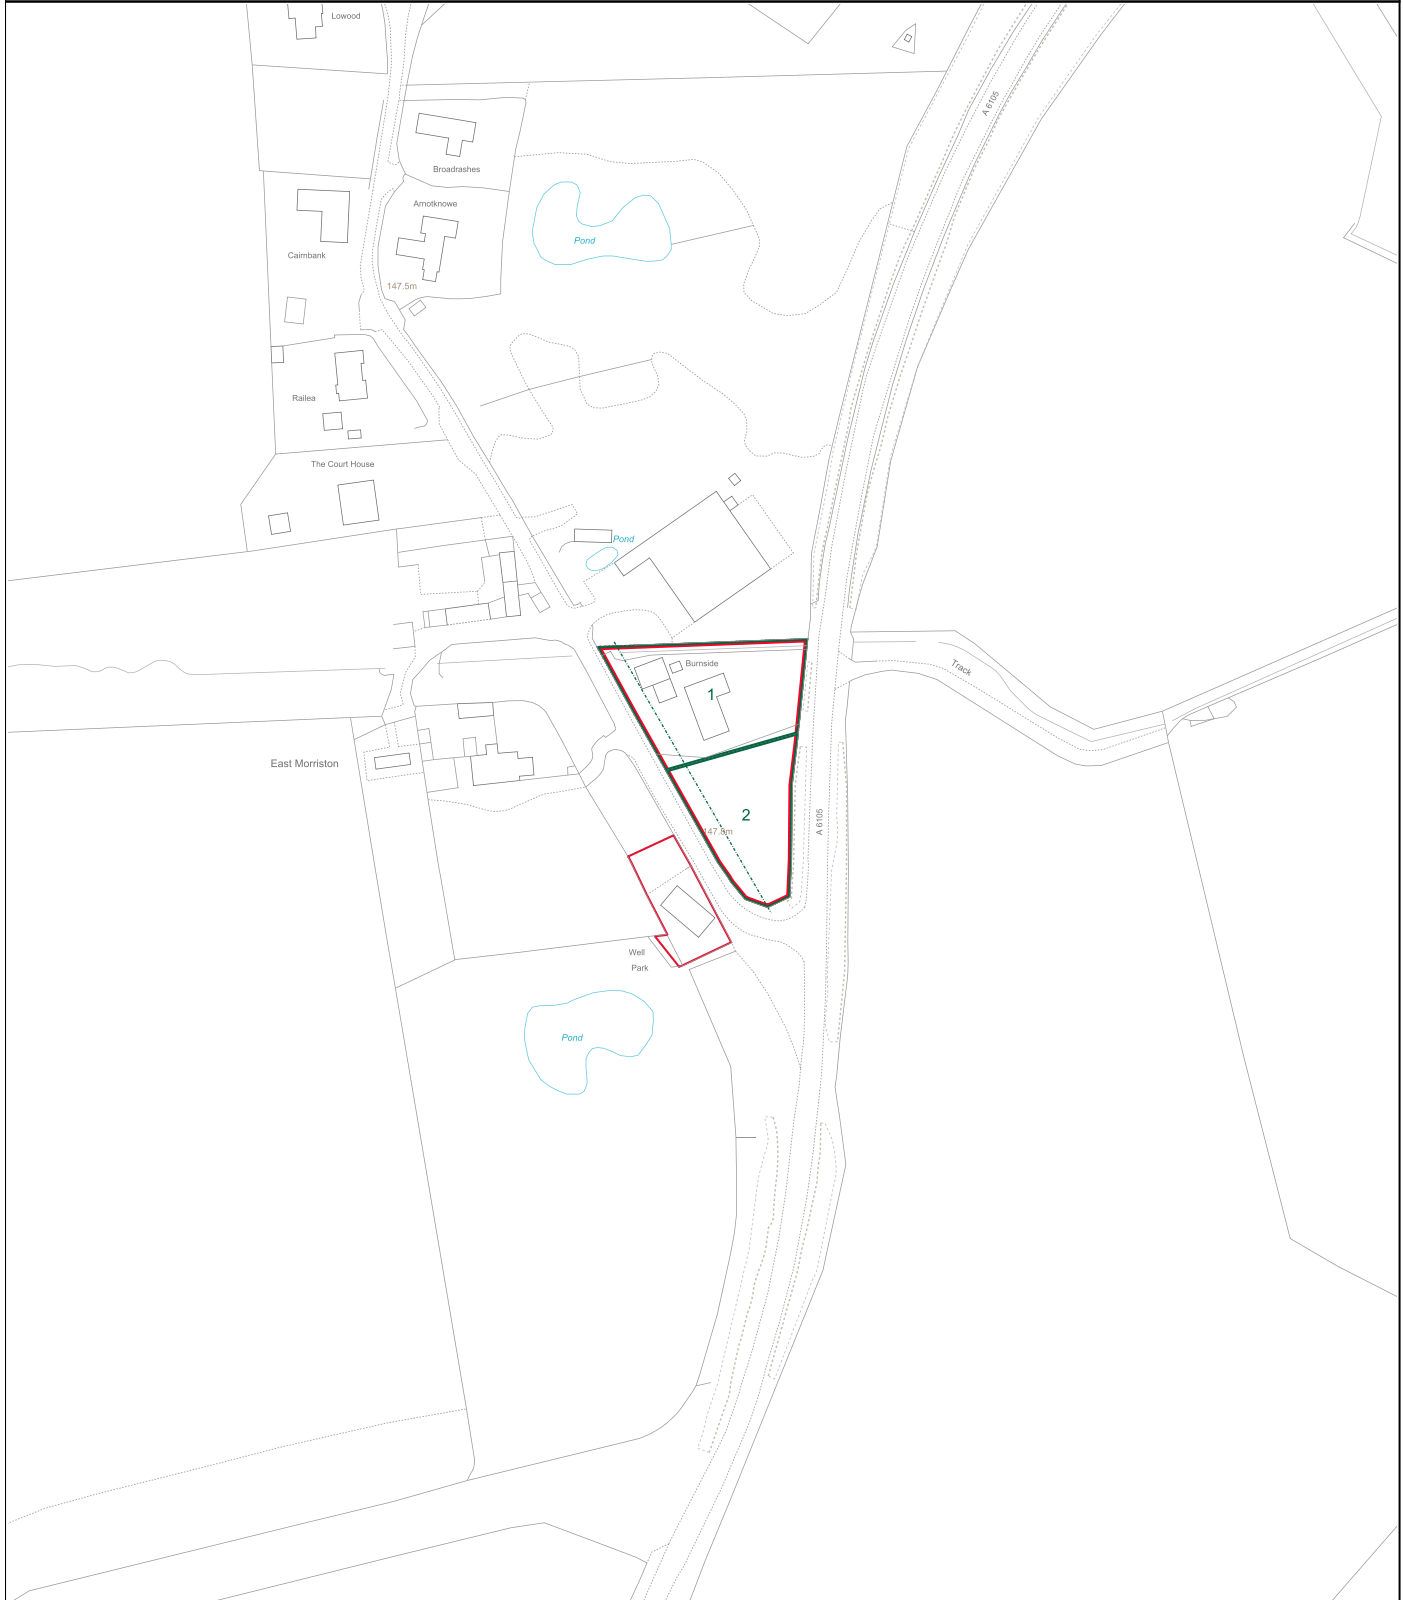 Lowood
A 6105
Broadrashes
Arnotknowe
Pond
Cairnbank
147.5m
Railea
The Court House
Pond
Burnside
Track
1
East Morriston
2
A 6105
147.8m
Well
Park
Pond